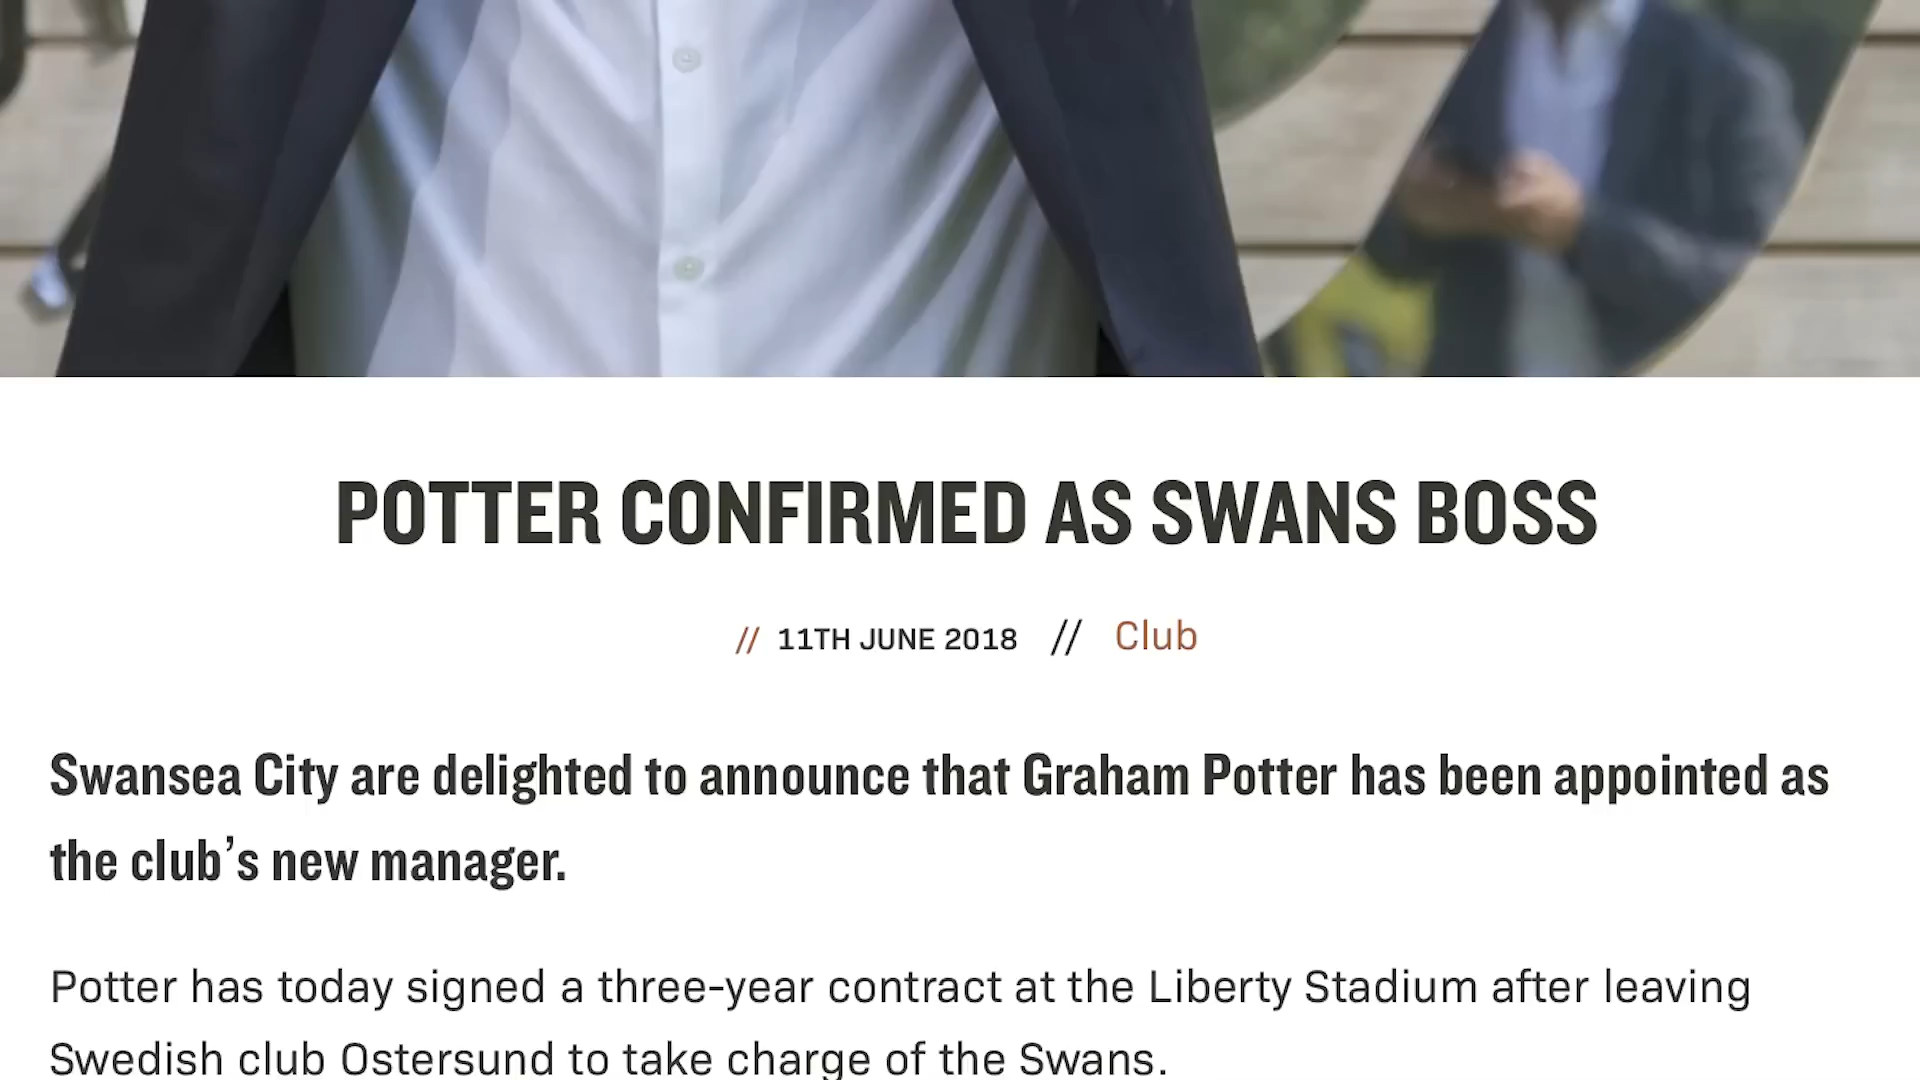 POTTER CONFIRMED AS SWANS BOSS
// 11TH JUNE 2018 // Club
Swansea City are delighted to announce that Graham Potter has been appointed as
the club’s new manager.
Potter has today signed a three-year contract at the Liberty Stadium after leaving
Swedish club Ostersund to take charge of the Swans.